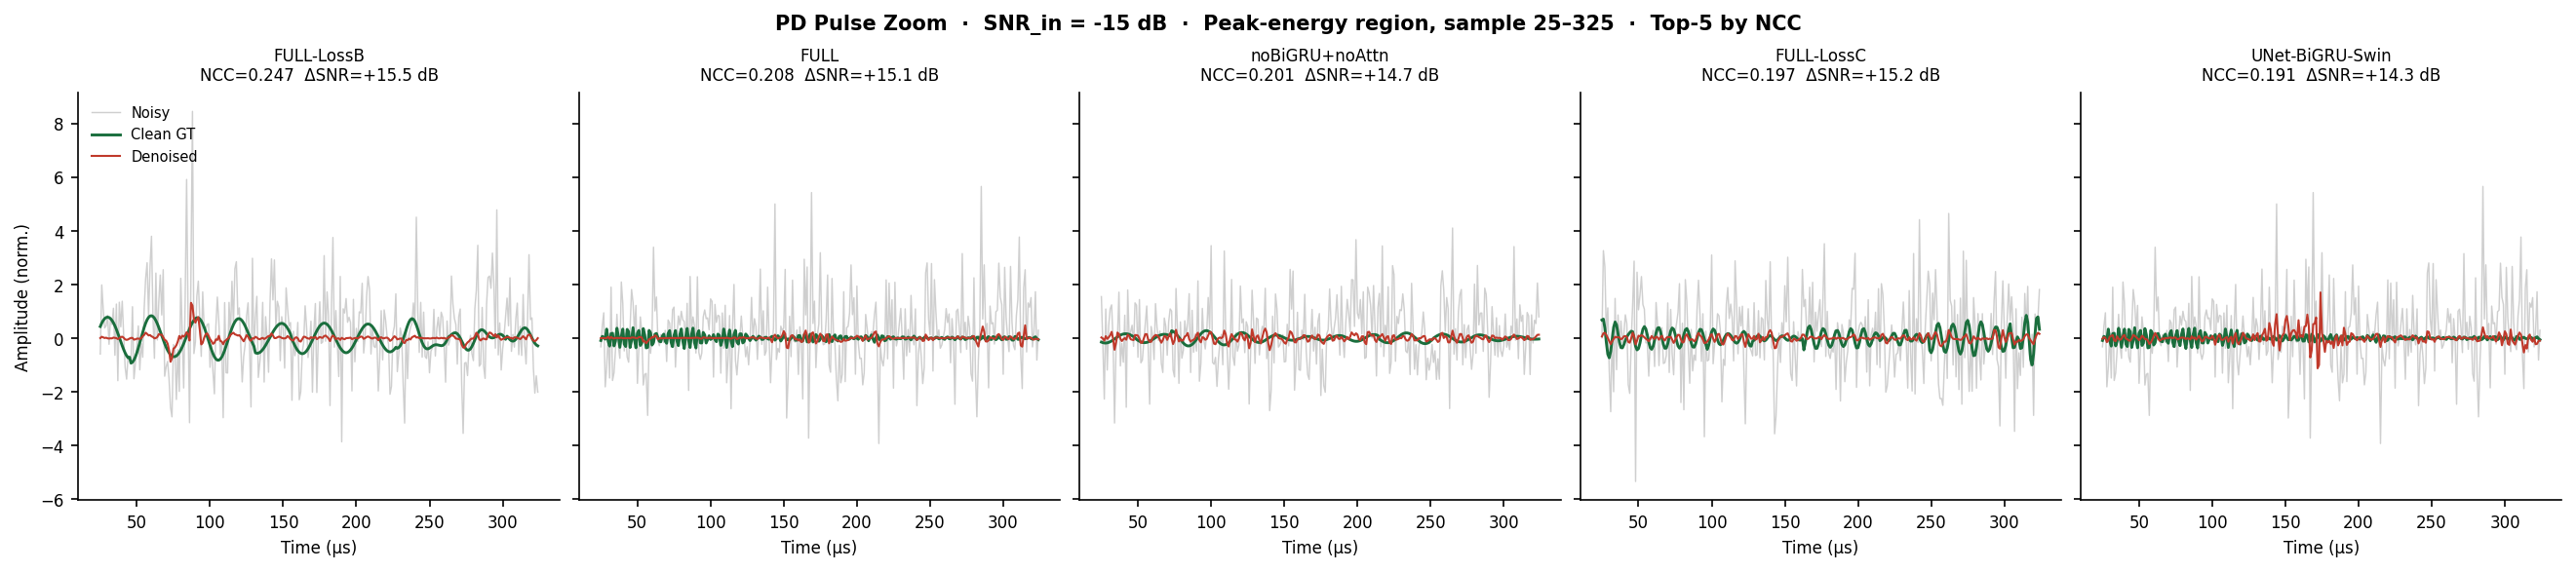 PD Pulse Zoom · SNR_in = -15 dB · Peak-energy region, sample 25–325 · Top-5 by NCC
FULL-LossB
NCC=0.247 ΔSNR=+15.5 dB
FULL
NCC=0.208 ΔSNR=+15.1 dB
noBiGRU+noAttn
NCC=0.201 ΔSNR=+14.7 dB
FULL-LossC
NCC=0.197 ΔSNR=+15.2 dB
UNet-BiGRU-Swin
NCC=0.191 ΔSNR=+14.3 dB
Noisy
Clean GT
Denoised
Amplitude (norm.)
8
6
4
2
0
−2
−4
−6
50 100 150 200 250 300
50 100 150 200 250 300
50 100 150 200 250 300
50 100 150 200 250 300
50 100 150 200 250 300
Time (μs)
Time (μs)
Time (μs)
Time (μs)
Time (μs)